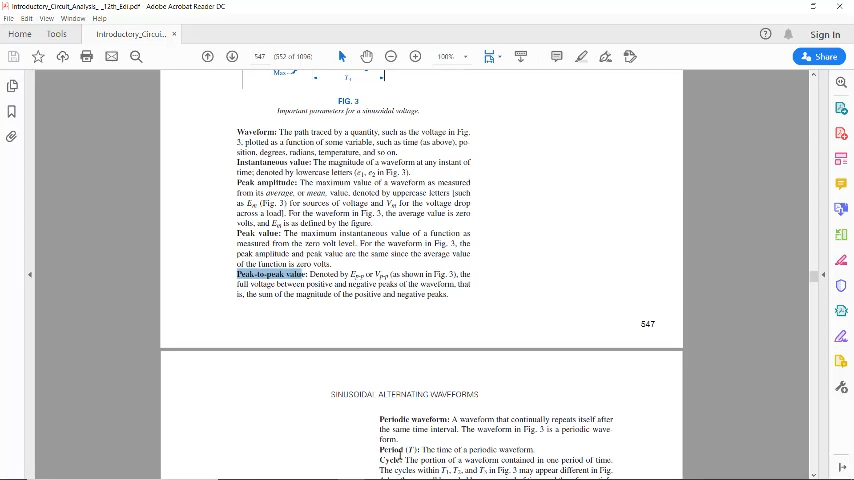 Introductory_Circuit_Analysis_ _12th_Edi.pdf - Adobe Acrobat Reader DC
File Edit View Window Help
Home Tools Introductory_Circui... × Sign In
547 (552 of 1096) 100% Share
Max
T1
FIG. 3
Important parameters for a sinusoidal voltage.
Waveform: The path traced by a quantity, such as the voltage in Fig.
3, plotted as a function of some variable, such as time (as above), po-
sition, degrees, radians, temperature, and so on.
Instantaneous value: The magnitude of a waveform at any instant of
time; denoted by lowercase letters (e1, e2 in Fig. 3).
Peak amplitude: The maximum value of a waveform as measured
from its average, or mean, value, denoted by uppercase letters [such
as Em (Fig. 3) for sources of voltage and Vm for the voltage drop
across a load]. For the waveform in Fig. 3, the average value is zero
volts, and Em is as defined by the figure.
Peak value: The maximum instantaneous value of a function as
measured from the zero volt level. For the waveform in Fig. 3, the
peak amplitude and peak value are the same since the average value
of the function is zero volts.
Peak-to-peak value: Denoted by Ep-p or Vp-p (as shown in Fig. 3), the
full voltage between positive and negative peaks of the waveform, that
is, the sum of the magnitude of the positive and negative peaks.
547
SINUSOIDAL ALTERNATING WAVEFORMS
Periodic waveform: A waveform that continually repeats itself after
the same time interval. The waveform in Fig. 3 is a periodic wave-
form.
Period (T): The time of a periodic waveform.
Cycle: The portion of a waveform contained in one period of time.
The cycles within T1, T2, and T3 in Fig. 3 may appear different in Fig.